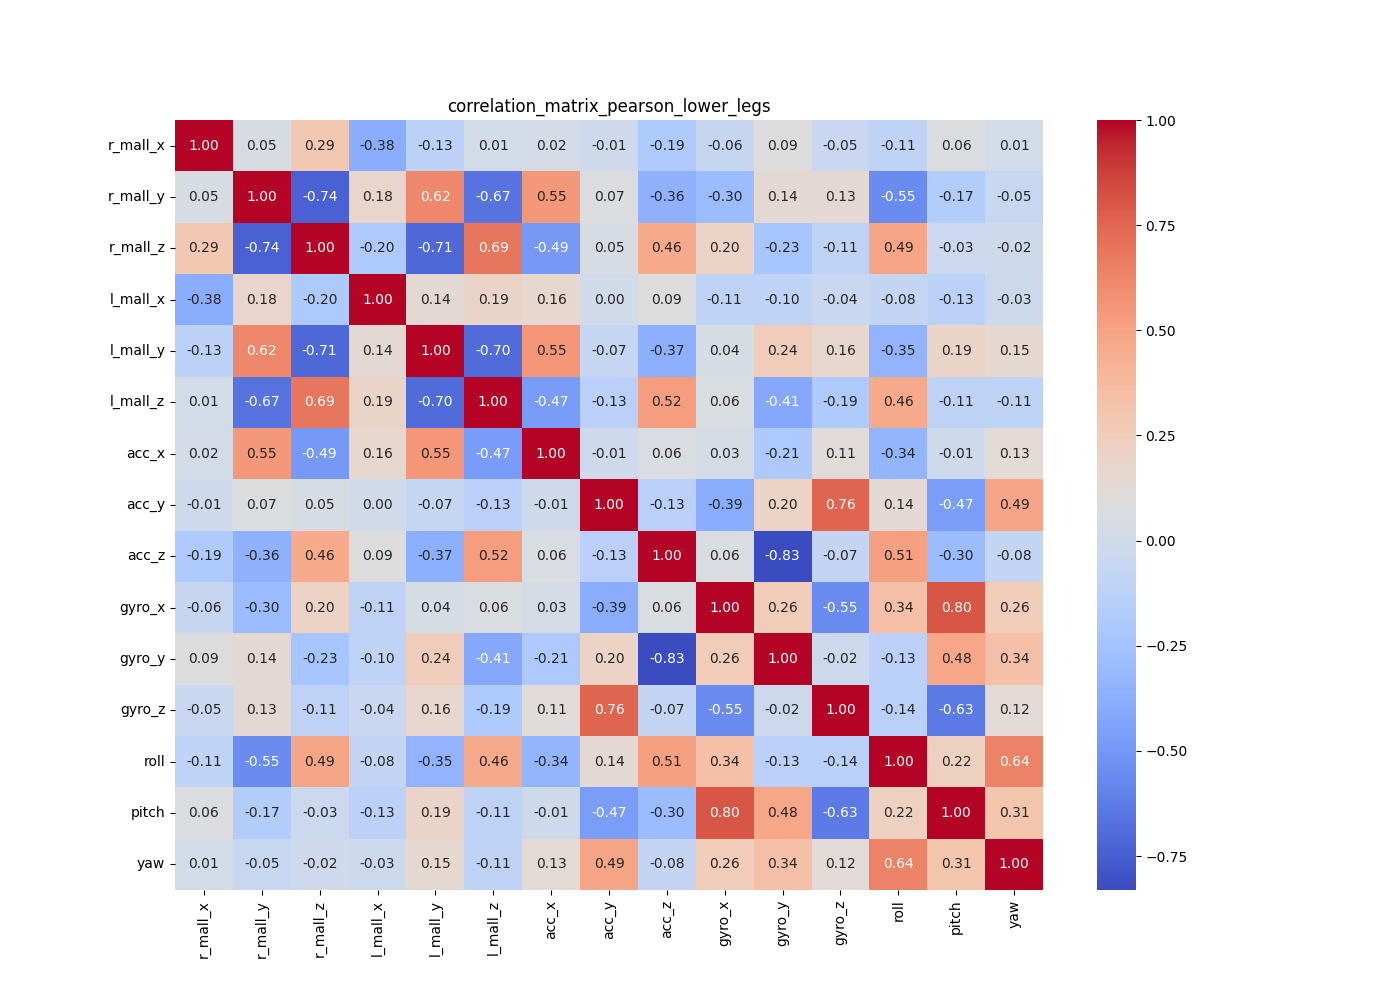 correlation_matrix_pearson_lower_legs
r_mall_x 1.00 0.05 0.29 -0.38 -0.13 0.01 0.02 -0.01 -0.19 -0.06 0.09 -0.05 -0.11 0.06 0.01
r_mall_y 0.05 1.00 -0.74 0.18 0.62 -0.67 0.55 0.07 -0.36 -0.30 0.14 0.13 -0.55 -0.17 -0.05
r_mall_z 0.29 -0.74 1.00 -0.20 -0.71 0.69 -0.49 0.05 0.46 0.20 -0.23 -0.11 0.49 -0.03 -0.02
l_mall_x -0.38 0.18 -0.20 1.00 0.14 0.19 0.16 0.00 0.09 -0.11 -0.10 -0.04 -0.08 -0.13 -0.03
l_mall_y -0.13 0.62 -0.71 0.14 1.00 -0.70 0.55 -0.07 -0.37 0.04 0.24 0.16 -0.35 0.19 0.15
l_mall_z 0.01 -0.67 0.69 0.19 -0.70 1.00 -0.47 -0.13 0.52 0.06 -0.41 -0.19 0.46 -0.11 -0.11
acc_x 0.02 0.55 -0.49 0.16 0.55 -0.47 1.00 -0.01 0.06 0.03 -0.21 0.11 -0.34 -0.01 0.13
acc_y -0.01 0.07 0.05 0.00 -0.07 -0.13 -0.01 1.00 -0.13 -0.39 0.20 0.76 0.14 -0.47 0.49
acc_z -0.19 -0.36 0.46 0.09 -0.37 0.52 0.06 -0.13 1.00 0.06 -0.83 -0.07 0.51 -0.30 -0.08
gyro_x -0.06 -0.30 0.20 -0.11 0.04 0.06 0.03 -0.39 0.06 1.00 0.26 -0.55 0.34 0.80 0.26
gyro_y 0.09 0.14 -0.23 -0.10 0.24 -0.41 -0.21 0.20 -0.83 0.26 1.00 -0.02 -0.13 0.48 0.34
gyro_z -0.05 0.13 -0.11 -0.04 0.16 -0.19 0.11 0.76 -0.07 -0.55 -0.02 1.00 -0.14 -0.63 0.12
roll -0.11 -0.55 0.49 -0.08 -0.35 0.46 -0.34 0.14 0.51 0.34 -0.13 -0.14 1.00 0.22 0.64
pitch 0.06 -0.17 -0.03 -0.13 0.19 -0.11 -0.01 -0.47 -0.30 0.80 0.48 -0.63 0.22 1.00 0.31
yaw 0.01 -0.05 -0.02 -0.03 0.15 -0.11 0.13 0.49 -0.08 0.26 0.34 0.12 0.64 0.31 1.00
r_mall_x r_mall_y r_mall_z l_mall_x l_mall_y l_mall_z acc_x acc_y acc_z gyro_x gyro_y gyro_z roll pitch yaw
1.00
0.75
0.50
0.25
0.00
−0.25
−0.50
−0.75